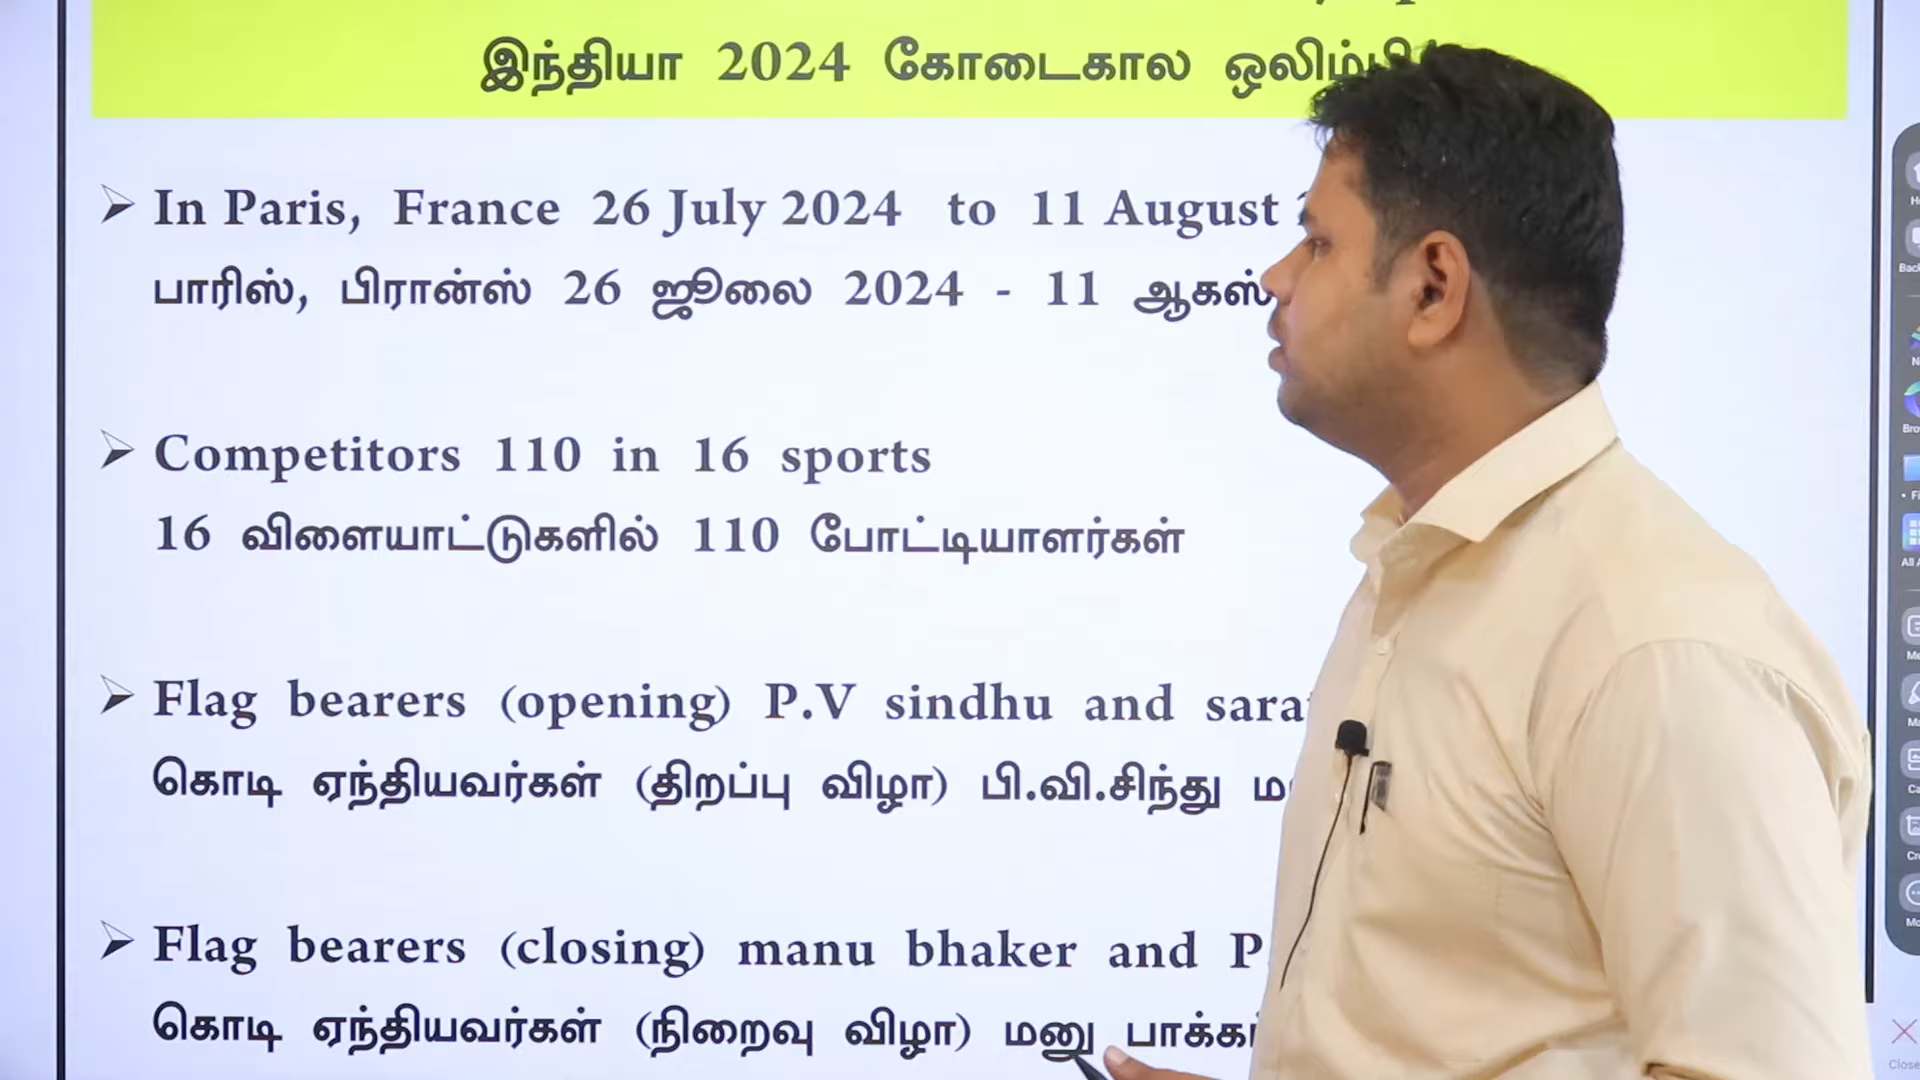 இந்தியா 2024 கோடைகால
➢ In Paris, France 26 July 2024 to 11 August
பாரிஸ், பிரான்ஸ் 26 ஜூலை 2024 - 11
➢ Competitors 110 in 16 sports
16 விளையாட்டுகளில் 110 போட்டியாளர்கள்
➢ Flag bearers (opening) P.V sindhu and
கொடி ஏந்தியவர்கள் (திறப்பு விழா) பி.வி.சிந்து
➢ Flag bearers (closing) manu bhaker and P
கொடி ஏந்தியவர்கள் (நிறைவு விழா) மனு
Close